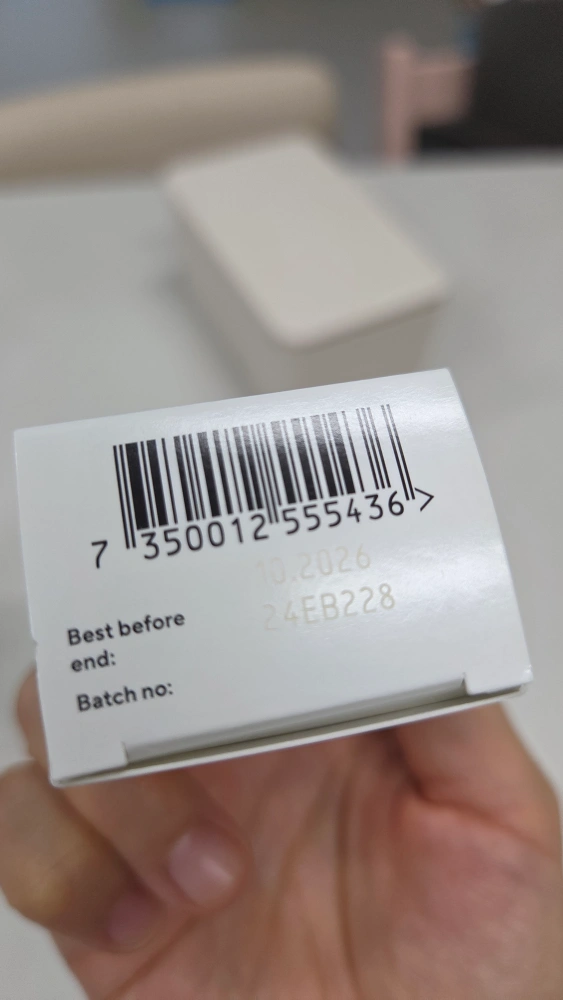 7 350012 555436 >
10.2026
24EB228
Best before
end:
Batch no: